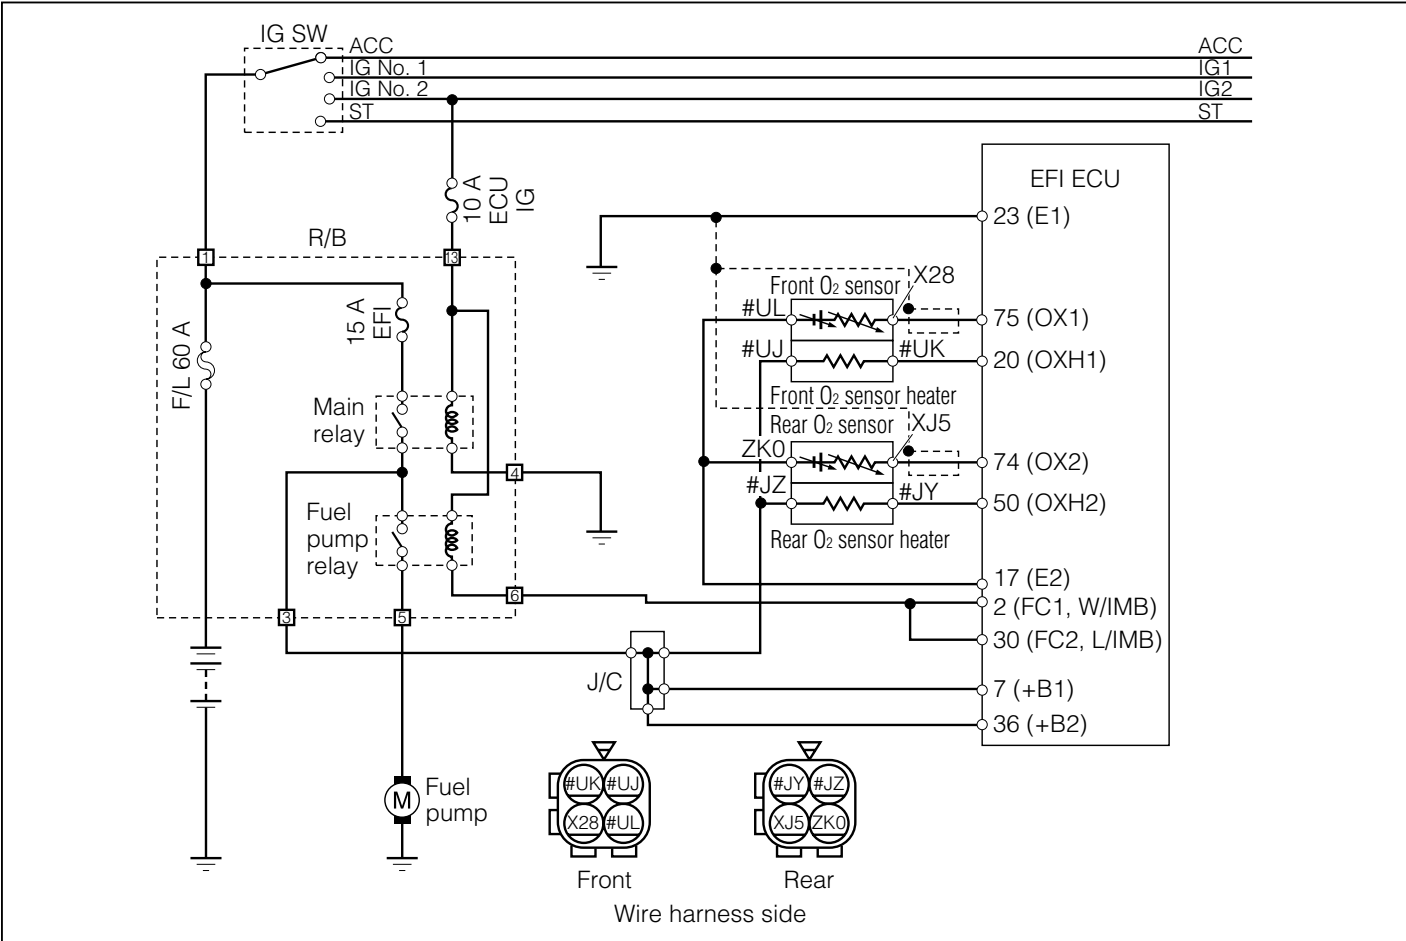 IG SW
ACC ACC
IG No. 1 IG1
IG No. 2 IG2
ST ST
10 A
ECU
IG
EFI ECU
23 (E1)
R/B
1
13
15 A
EFI
F/L 60 A
Front O2 sensor
X28
#UL
75 (OX1)
#UJ
#UK
20 (OXH1)
Front O2 sensor heater
Main
relay
Rear O2 sensor
XJ5
ZK0
74 (OX2)
4
#JZ
#JY
50 (OXH2)
Rear O2 sensor heater
Fuel
pump
relay
17 (E2)
6
2 (FC1, W/IMB)
3
5
30 (FC2, L/IMB)
J/C
7 (+B1)
36 (+B2)
M
Fuel
pump
#UK #UJ
X28 #UL
Front
#JY #JZ
XJ5 ZK0
Rear
Wire harness side